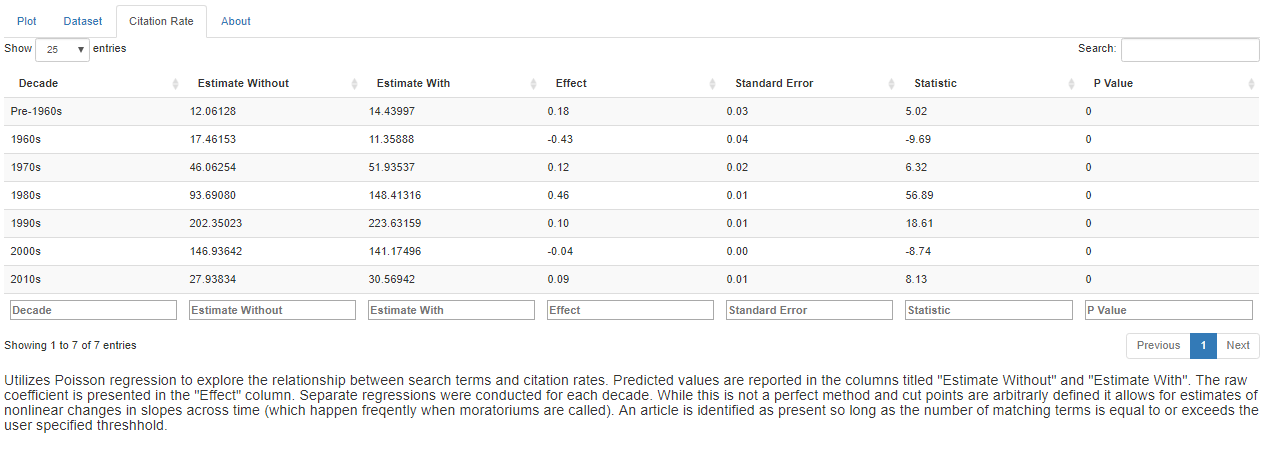 Plot Dataset Citation Rate About
Show 25 entries Search:
Decade Estimate Without Estimate With Effect Standard Error Statistic P Value
Pre-1960s 12.06128 14.43997 0.18 0.03 5.02 0
1960s 17.46153 11.35888 -0.43 0.04 -9.69 0
1970s 46.06254 51.93537 0.12 0.02 6.32 0
1980s 93.69080 148.41316 0.46 0.01 56.89 0
1990s 202.35023 223.63159 0.10 0.01 18.61 0
2000s 146.93642 141.17496 -0.04 0.00 -8.74 0
2010s 27.93834 30.56942 0.09 0.01 8.13 0
Decade Estimate Without Estimate With Effect Standard Error Statistic P Value
Showing 1 to 7 of 7 entries Previous 1 Next
Utilizes Poisson regression to explore the relationship between search terms and citation rates. Predicted values are reported in the columns titled "Estimate Without" and "Estimate With". The raw
coefficient is presented in the "Effect" column. Separate regressions were conducted for each decade. While this is not a perfect method and cut points are arbitrarly defined it allows for estimates of
nonlinear changes in slopes across time (which happen freqently when moratoriums are called). An article is identified as present so long as the number of matching terms is equal to or exceeds the
user specified threshhold.